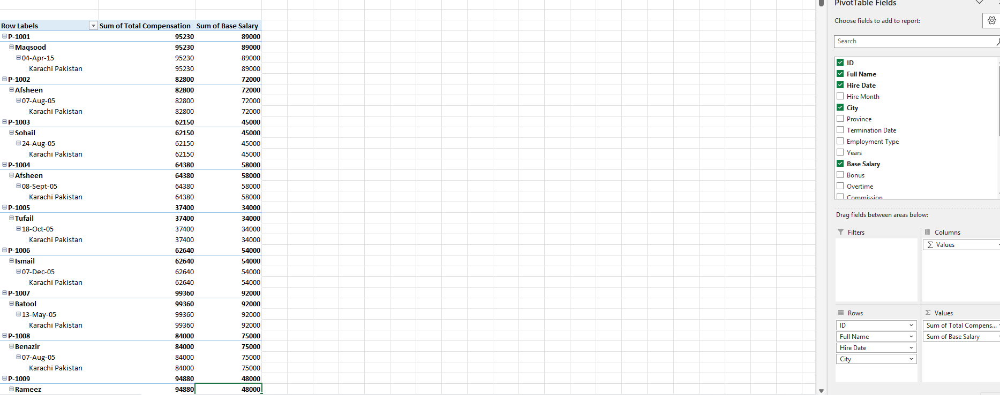 PivotTable Fields
Choose fields to add to report:
Search
ID
Full Name
Hire Date
Hire Month
City
Province
Termination Date
Employment Type
Years
Base Salary
Bonus
Overtime
Commission
Drag fields between areas below:
Filters
Columns
Values
Rows
ID
Full Name
Hire Date
City
Values
Sum of Total Compens...
Sum of Base Salary
Row Labels Sum of Total Compensation Sum of Base Salary
P-1001 95230 89000
Maqsood 95230 89000
04-Apr-15 95230 89000
Karachi Pakistan 95230 89000
P-1002 82800 72000
Afsheen 82800 72000
07-Aug-05 82800 72000
Karachi Pakistan 82800 72000
P-1003 62150 45000
Sohail 62150 45000
24-Aug-05 62150 45000
Karachi Pakistan 62150 45000
P-1004 64380 58000
Afsheen 64380 58000
08-Sept-05 64380 58000
Karachi Pakistan 64380 58000
P-1005 37400 34000
Tufail 37400 34000
18-Oct-05 37400 34000
Karachi Pakistan 37400 34000
P-1006 62640 54000
Ismail 62640 54000
07-Dec-05 62640 54000
Karachi Pakistan 62640 54000
P-1007 99360 92000
Batool 99360 92000
13-May-05 99360 92000
Karachi Pakistan 99360 92000
P-1008 84000 75000
Benazir 84000 75000
07-Aug-05 84000 75000
Karachi Pakistan 84000 75000
P-1009 94880 48000
Rameez 94880 48000